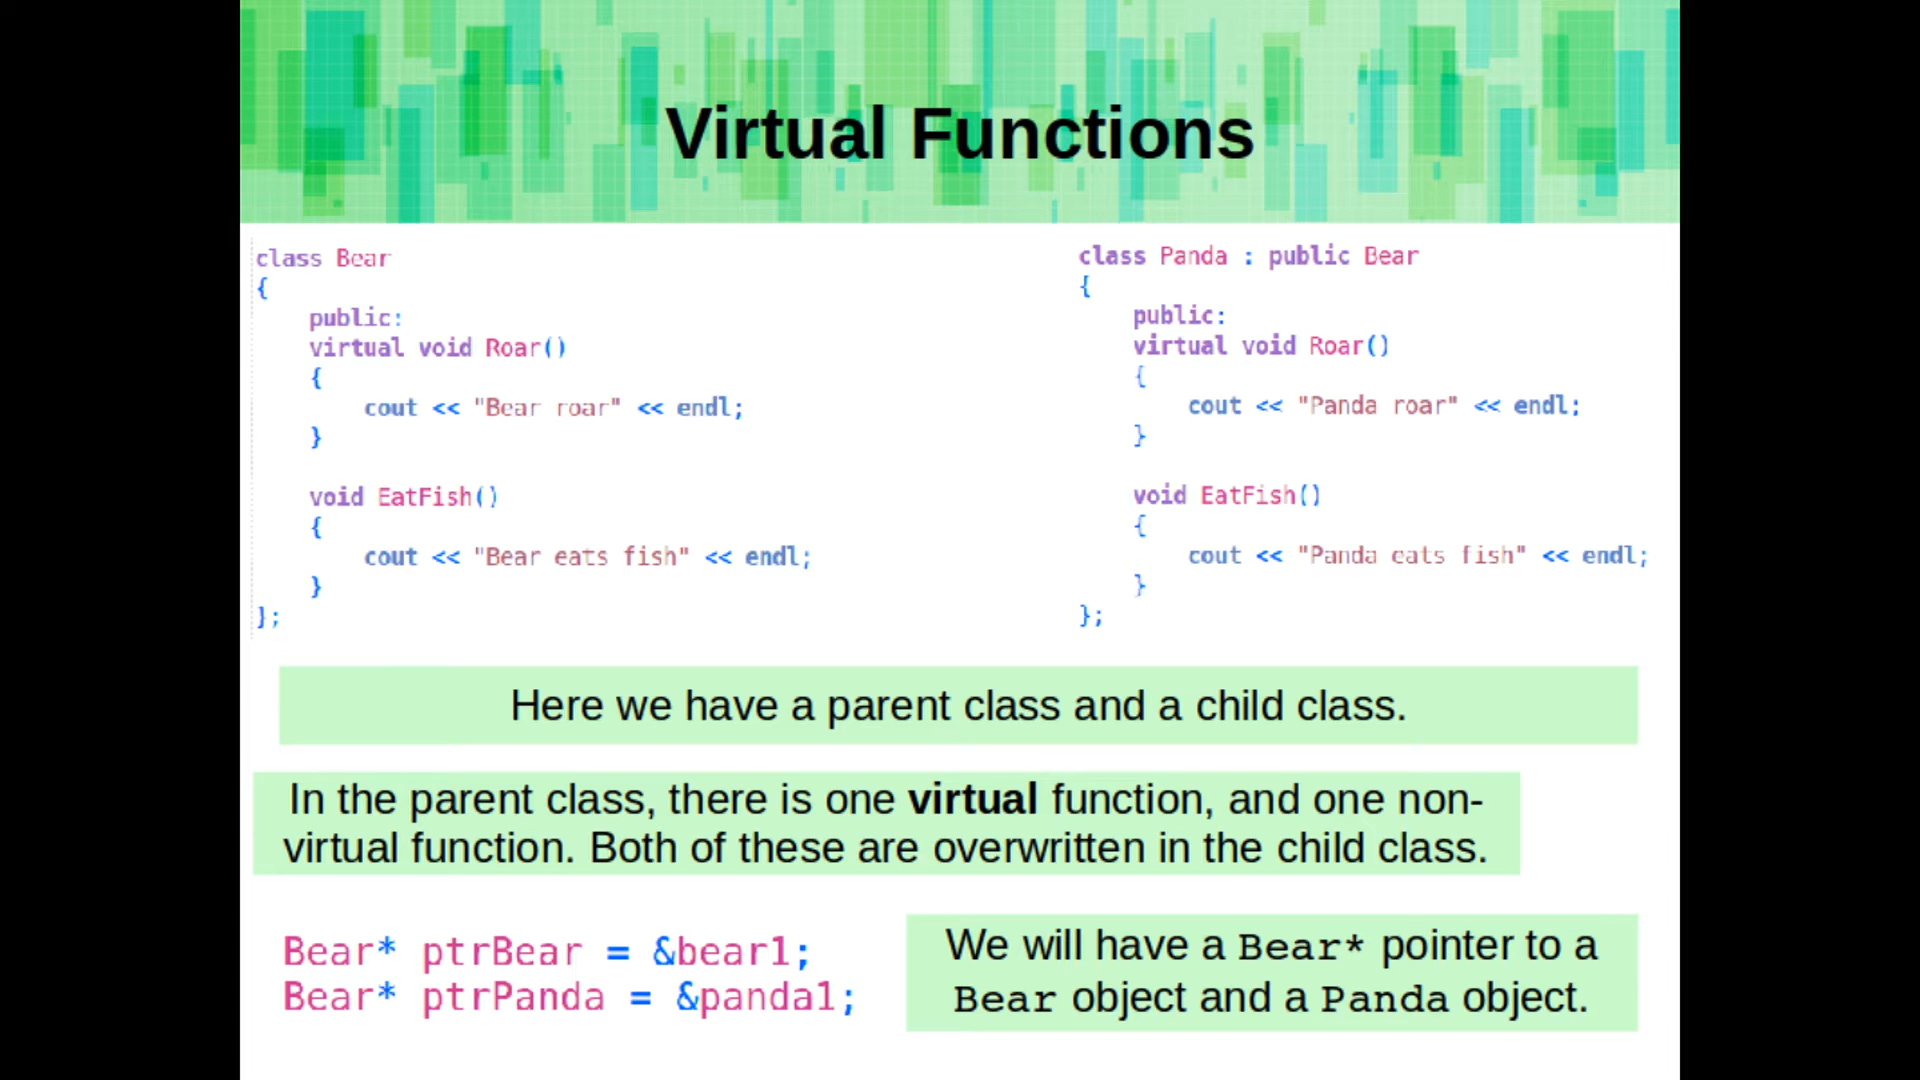 Virtual Functions
class Bear
{
    public:
    virtual void Roar()
    {
        cout << "Bear roar" << endl;
    }

    void EatFish()
    {
        cout << "Bear eats fish" << endl;
    }
};
class Panda : public Bear
{
    public:
    virtual void Roar()
    {
        cout << "Panda roar" << endl;
    }

    void EatFish()
    {
        cout << "Panda eats fish" << endl;
    }
};
Here we have a parent class and a child class.
In the parent class, there is one virtual function, and one non-
virtual function. Both of these are overwritten in the child class.
Bear* ptrBear = &bear1;
Bear* ptrPanda = &panda1;
We will have a Bear* pointer to a
Bear object and a Panda object.